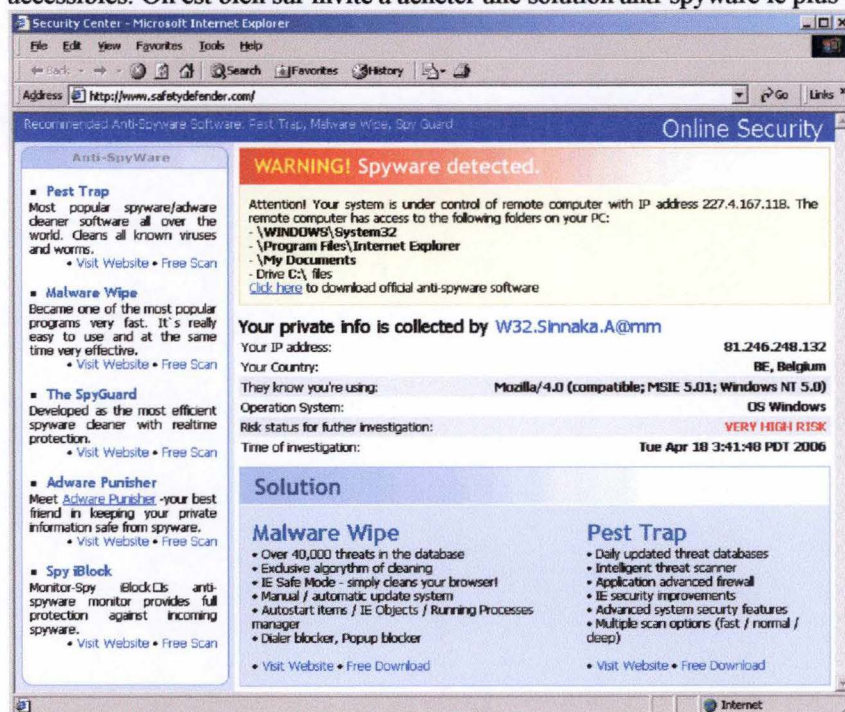 accessibles. On est bien sur invité à acheter une solution anti-spyware le plus
Security Center - Microsoft Internet Explorer
File Edit View Favorites Tools Help
Back Search Favorites History
Address http://www.safetydefender.com/ Go Links
Recommended Anti-Spyware Software: Pest Trap, Malware Wipe, Spy Guard
Online Security
Anti-SpyWare
Pest Trap
Most popular spyware/adware
cleaner software all over the
world. Cleans all known viruses
and worms.
• Visit Website • Free Scan
Malware Wipe
Became one of the most popular
programs very fast. It`s really
easy to use and at the same
time very effective.
• Visit Website • Free Scan
The SpyGuard
Developed as the most efficient
spyware cleaner with realtime
protection.
• Visit Website • Free Scan
Adware Punisher
Meet Adware Punisher -your best
friend in keeping your private
information safe from spyware.
• Visit Website • Free Scan
Spy iBlock
Monitor-Spy iBlock□Is anti-
spyware monitor provides full
protection against incoming
spyware.
• Visit Website • Free Scan
WARNING! Spyware detected.
Attention! Your system is under control of remote computer with IP address 227.4.167.118. The
remote computer has access to the following folders on your PC:
- \WINDOWS\System32
- \Program Files\Internet Explorer
- \My Documents
- Drive C:\ files
Click here to download official anti-spyware software
Your private info is collected by W32.Sinnaka.A@mm
Your IP address: 81.246.248.132
Your Country: BE, Belgium
They know you're using: Mozilla/4.0 (compatible; MSIE 5.01; Windows NT 5.0)
Operation System: OS Windows
Risk status for futher investigation: VERY HIGH RISK
Time of investigation: Tue Apr 18 3:41:48 PDT 2006
Solution
Malware Wipe
• Over 40,000 threats in the database
• Exclusive algorythm of cleaning
• IE Safe Mode - simply cleans your browser!
• Manual / automatic update system
• Autostart items / IE Objects / Running Processes
manager
• Dialer blocker, Popup blocker
• Visit Website • Free Download
Pest Trap
• Daily updated threat databases
• Intelligent threat scanner
• Application advanced firewall
• IE security improvements
• Advanced system securty features
• Multiple scan options (fast / normal /
deep)
• Visit Website • Free Download
Internet